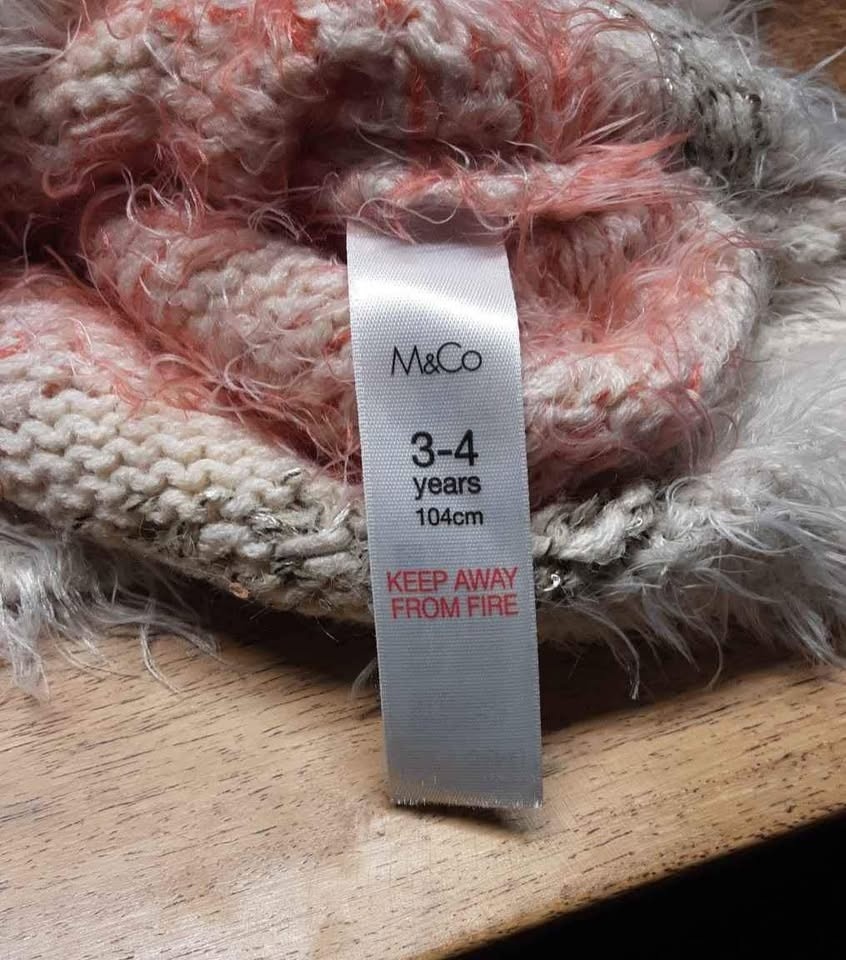 M&Co
3-4
years
104cm
KEEP AWAY
FROM FIRE